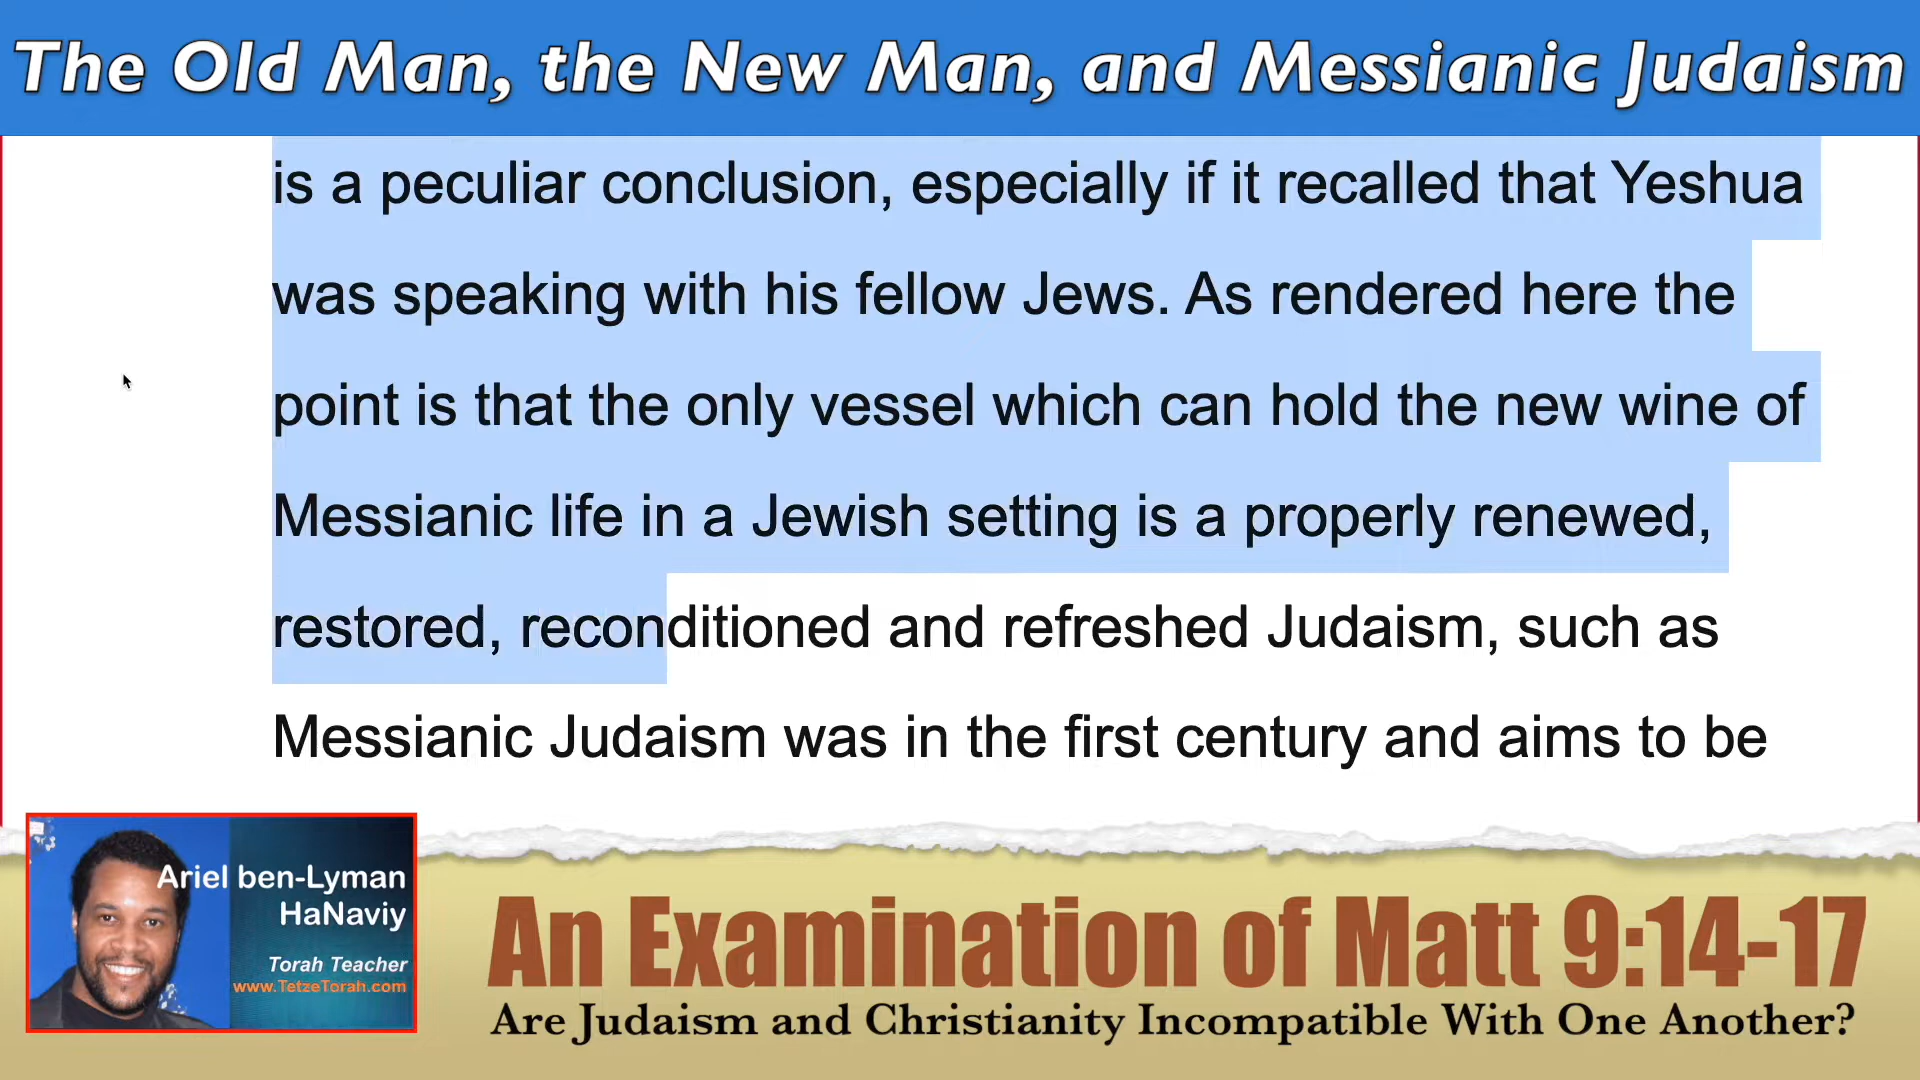 The Old Man, the New Man, and Messianic Judaism
is a peculiar conclusion, especially if it recalled that Yeshua
was speaking with his fellow Jews. As rendered here the
point is that the only vessel which can hold the new wine of
Messianic life in a Jewish setting is a properly renewed,
restored, reconditioned and refreshed Judaism, such as
Messianic Judaism was in the first century and aims to be
Ariel ben-Lyman
HaNaviy
Torah Teacher
www.TetzeTorah.com
An Examination of Matt 9:14-17
Are Judaism and Christianity Incompatible With One Another?